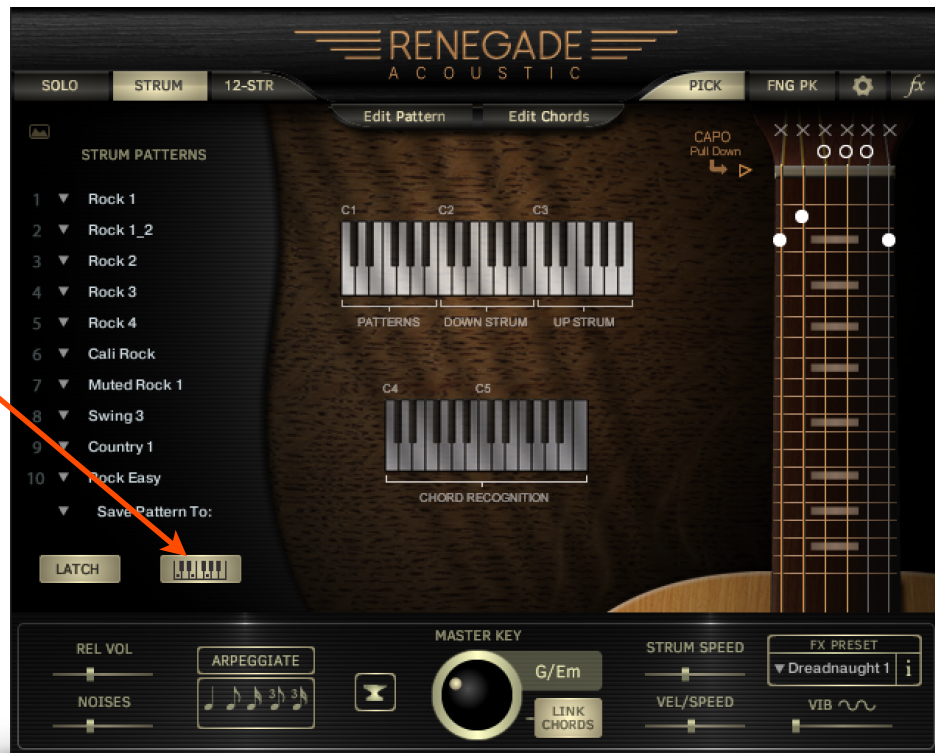 RENEGADE
ACOUSTIC
SOLO STRUM 12-STR PICK FNG PK fx
Edit Pattern Edit Chords
CAPO
Pull Down
STRUM PATTERNS
1 Rock 1
2 Rock 1_2
3 Rock 2
4 Rock 3
5 Rock 4
6 Cali Rock
7 Muted Rock 1
8 Swing 3
9 Country 1
10 Rock Easy
Save Pattern To:
LATCH
C1 C2 C3
PATTERNS DOWN STRUM UP STRUM
C4 C5
CHORD RECOGNITION
REL VOL
NOISES
ARPEGGIATE
3 3
MASTER KEY
G/Em
LINK
CHORDS
STRUM SPEED
VEL/SPEED
FX PRESET
Dreadnaught 1 i
VIB